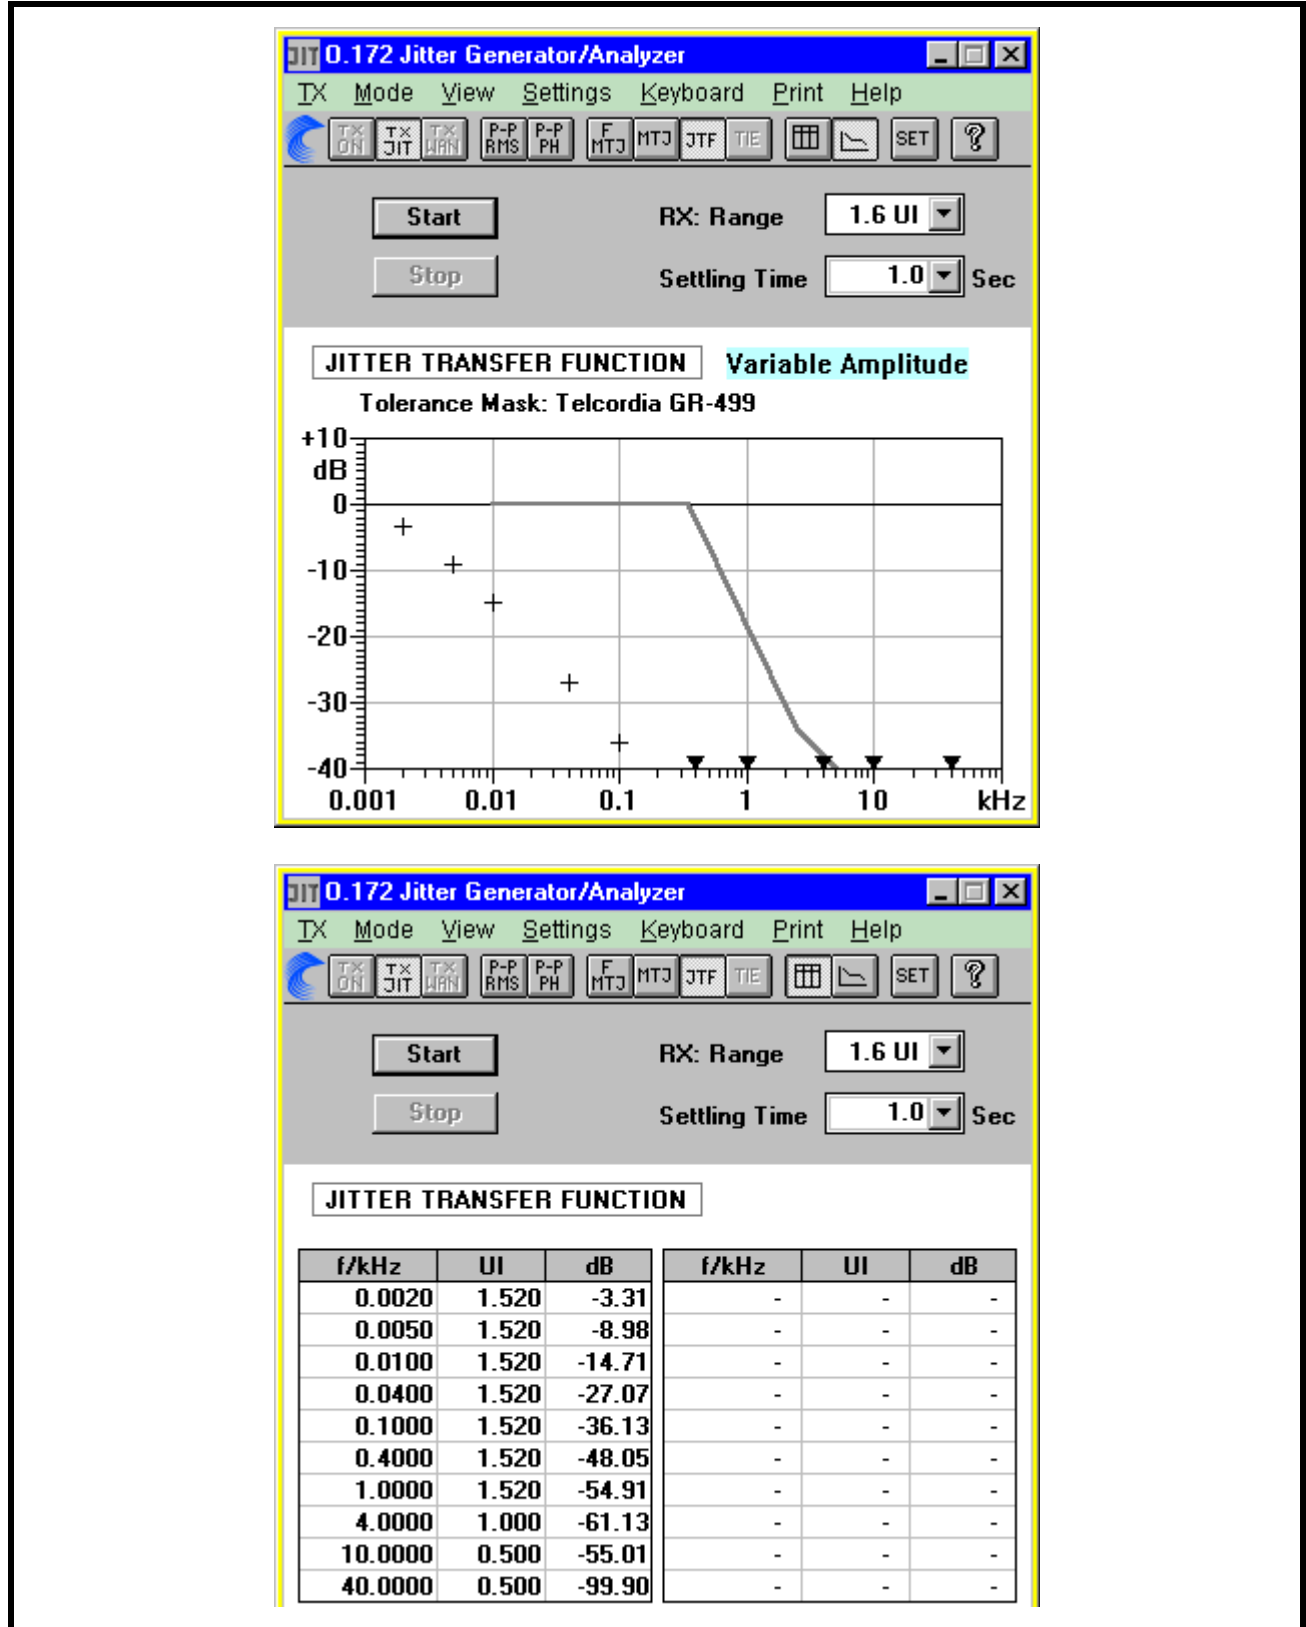 JIT O.172 Jitter Generator/Analyzer
TX Mode View Settings Keyboard Print Help
TX ON TX JIT TX WAN P-P RMS P-P PH F MTJ MTJ JTF TIE SET ?
Start RX: Range 1.6 UI
Stop Settling Time 1.0 Sec
JITTER TRANSFER FUNCTION Variable Amplitude
Tolerance Mask: Telcordia GR-499
+10
dB
0
-10
-20
-30
-40
0.001 0.01 0.1 1 10 kHz
JIT O.172 Jitter Generator/Analyzer
TX Mode View Settings Keyboard Print Help
TX ON TX JIT TX WAN P-P RMS P-P PH F MTJ MTJ JTF TIE SET ?
Start RX: Range 1.6 UI
Stop Settling Time 1.0 Sec
JITTER TRANSFER FUNCTION
f/kHz UI dB f/kHz UI dB
0.0020 1.520 -3.31 - - -
0.0050 1.520 -8.98 - - -
0.0100 1.520 -14.71 - - -
0.0400 1.520 -27.07 - - -
0.1000 1.520 -36.13 - - -
0.4000 1.520 -48.05 - - -
1.0000 1.520 -54.91 - - -
4.0000 1.000 -61.13 - - -
10.0000 0.500 -55.01 - - -
40.0000 0.500 -99.90 - - -